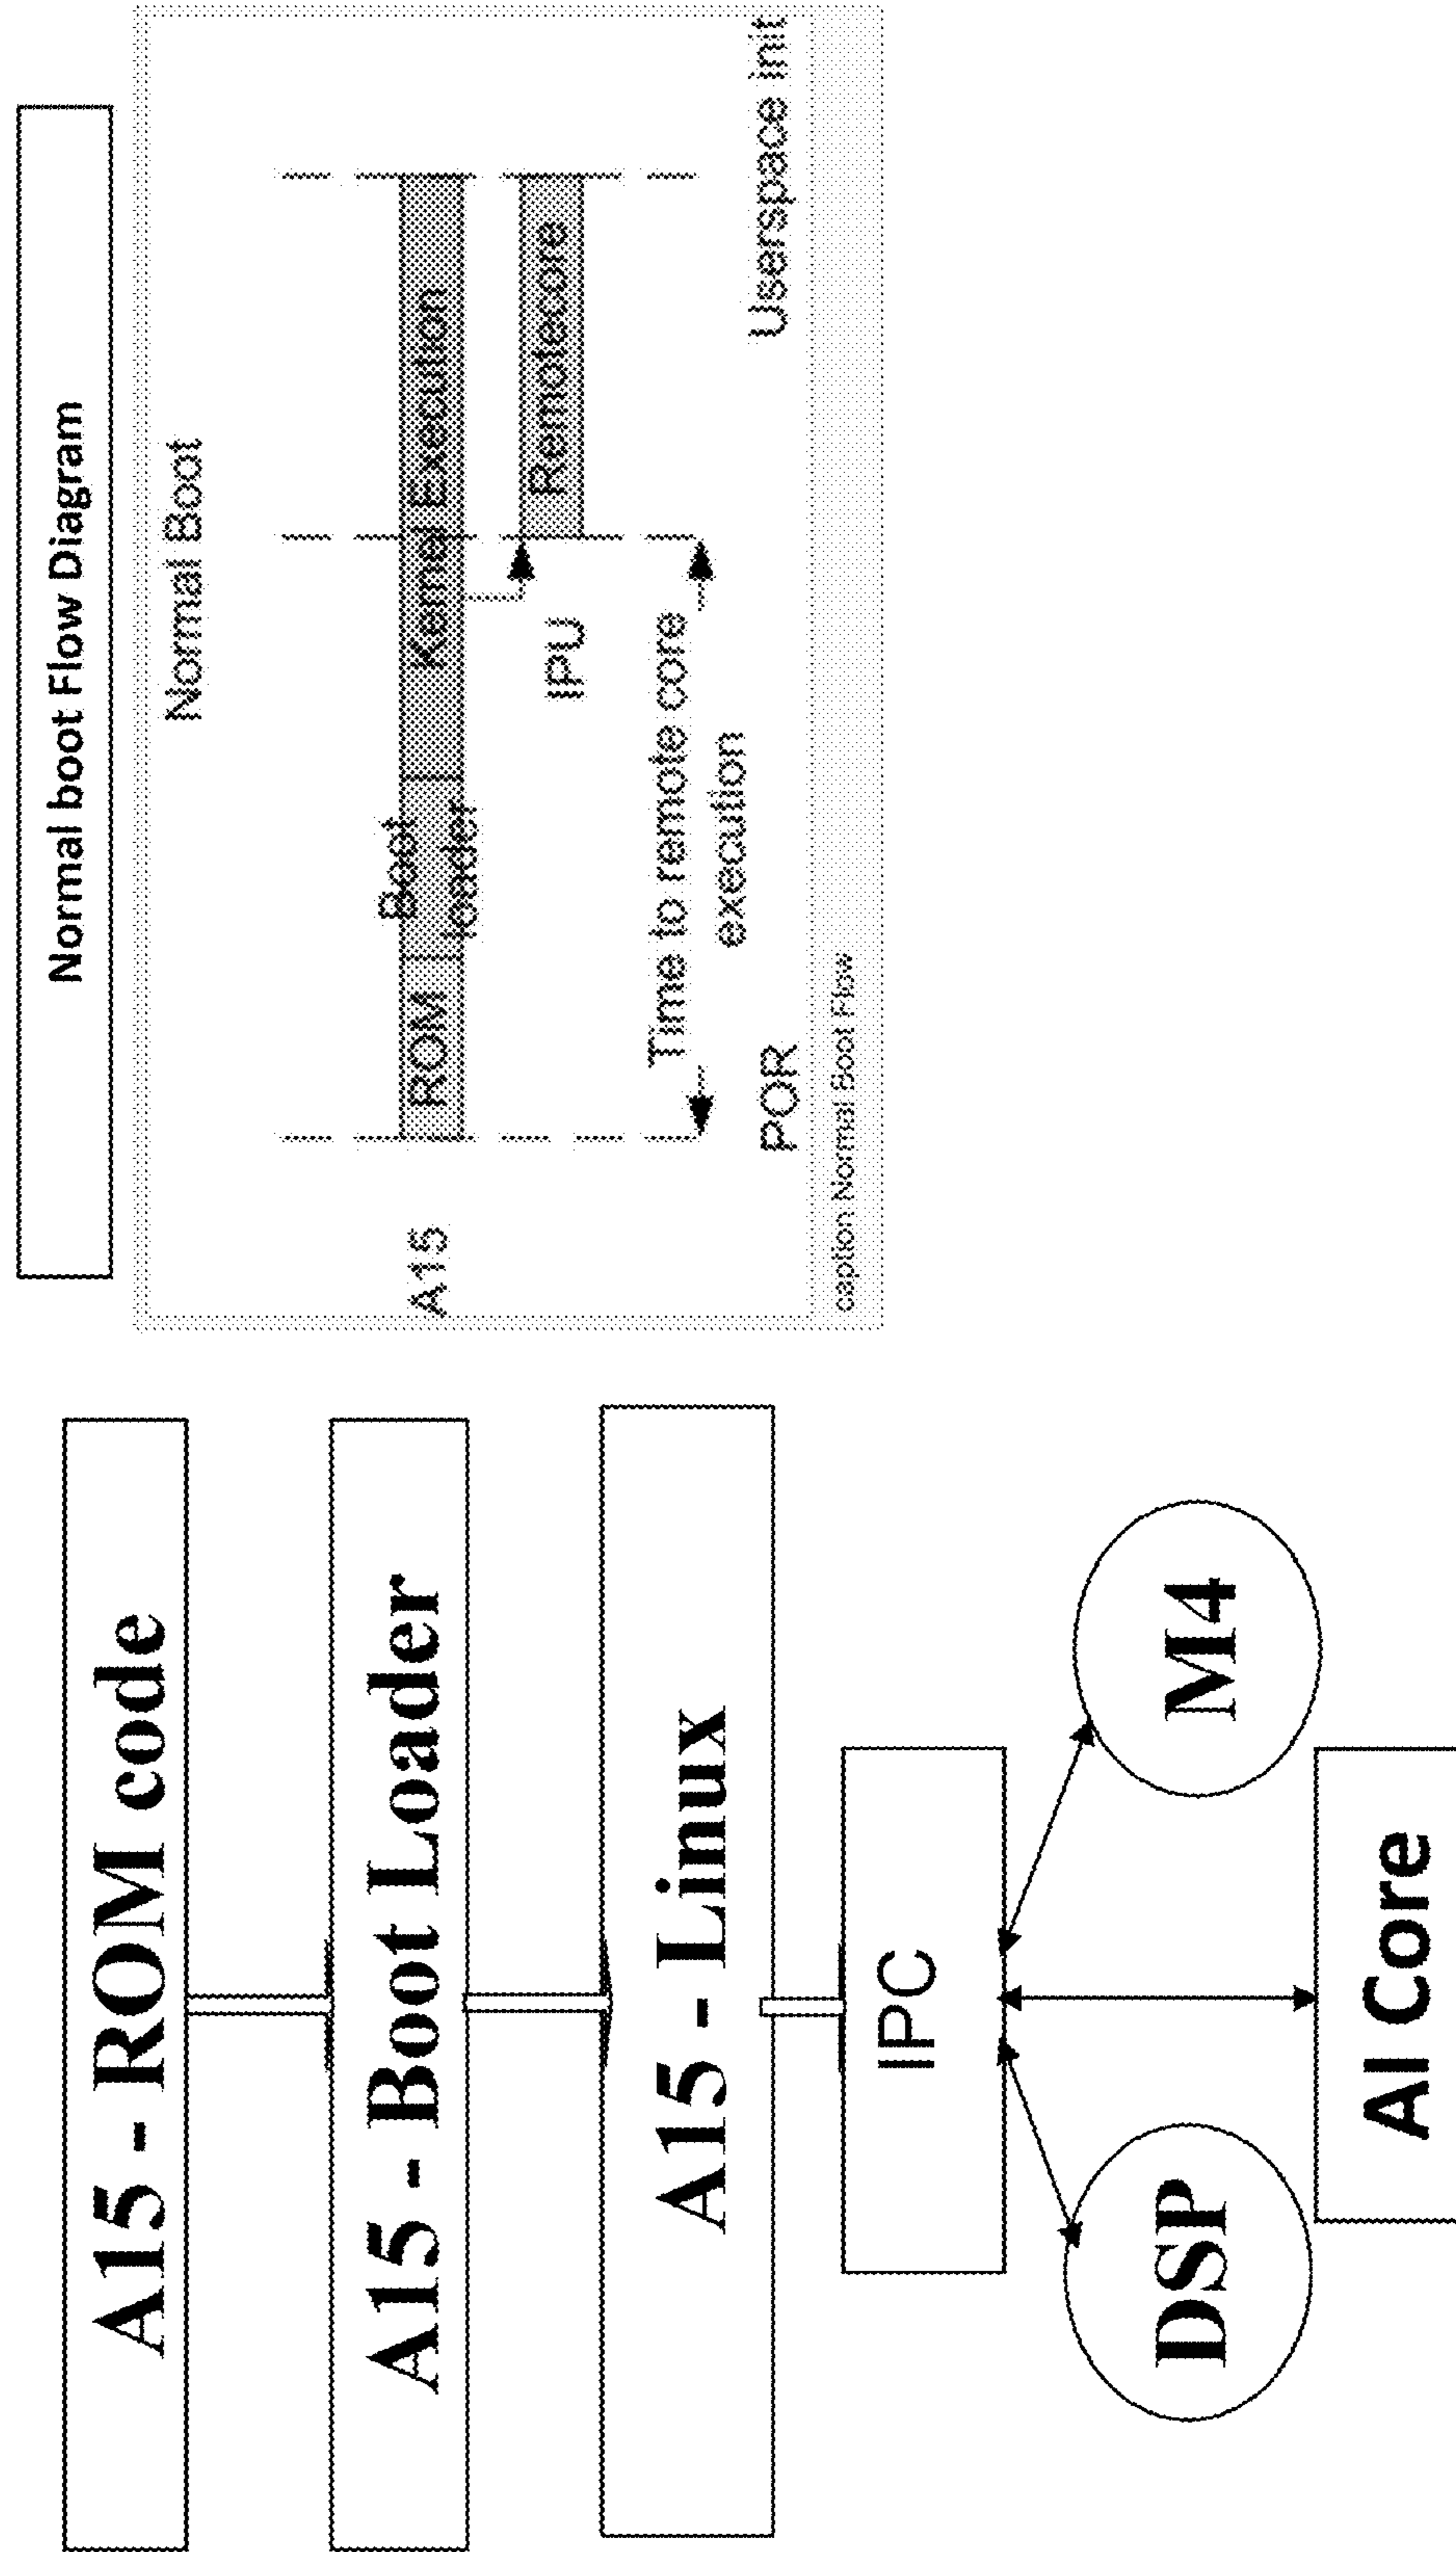 A15 - ROM code
A15 - Boot Loader
A15 - Linux
IPC
DSP
M4
AI Core
Normal boot Flow Diagram
Normal Boot
A15
ROM
Boot
loader
Kernel Execution
IPU
Remotecore
Time to remote core
execution
POR
Userspace init
caption Normal Boot Flow